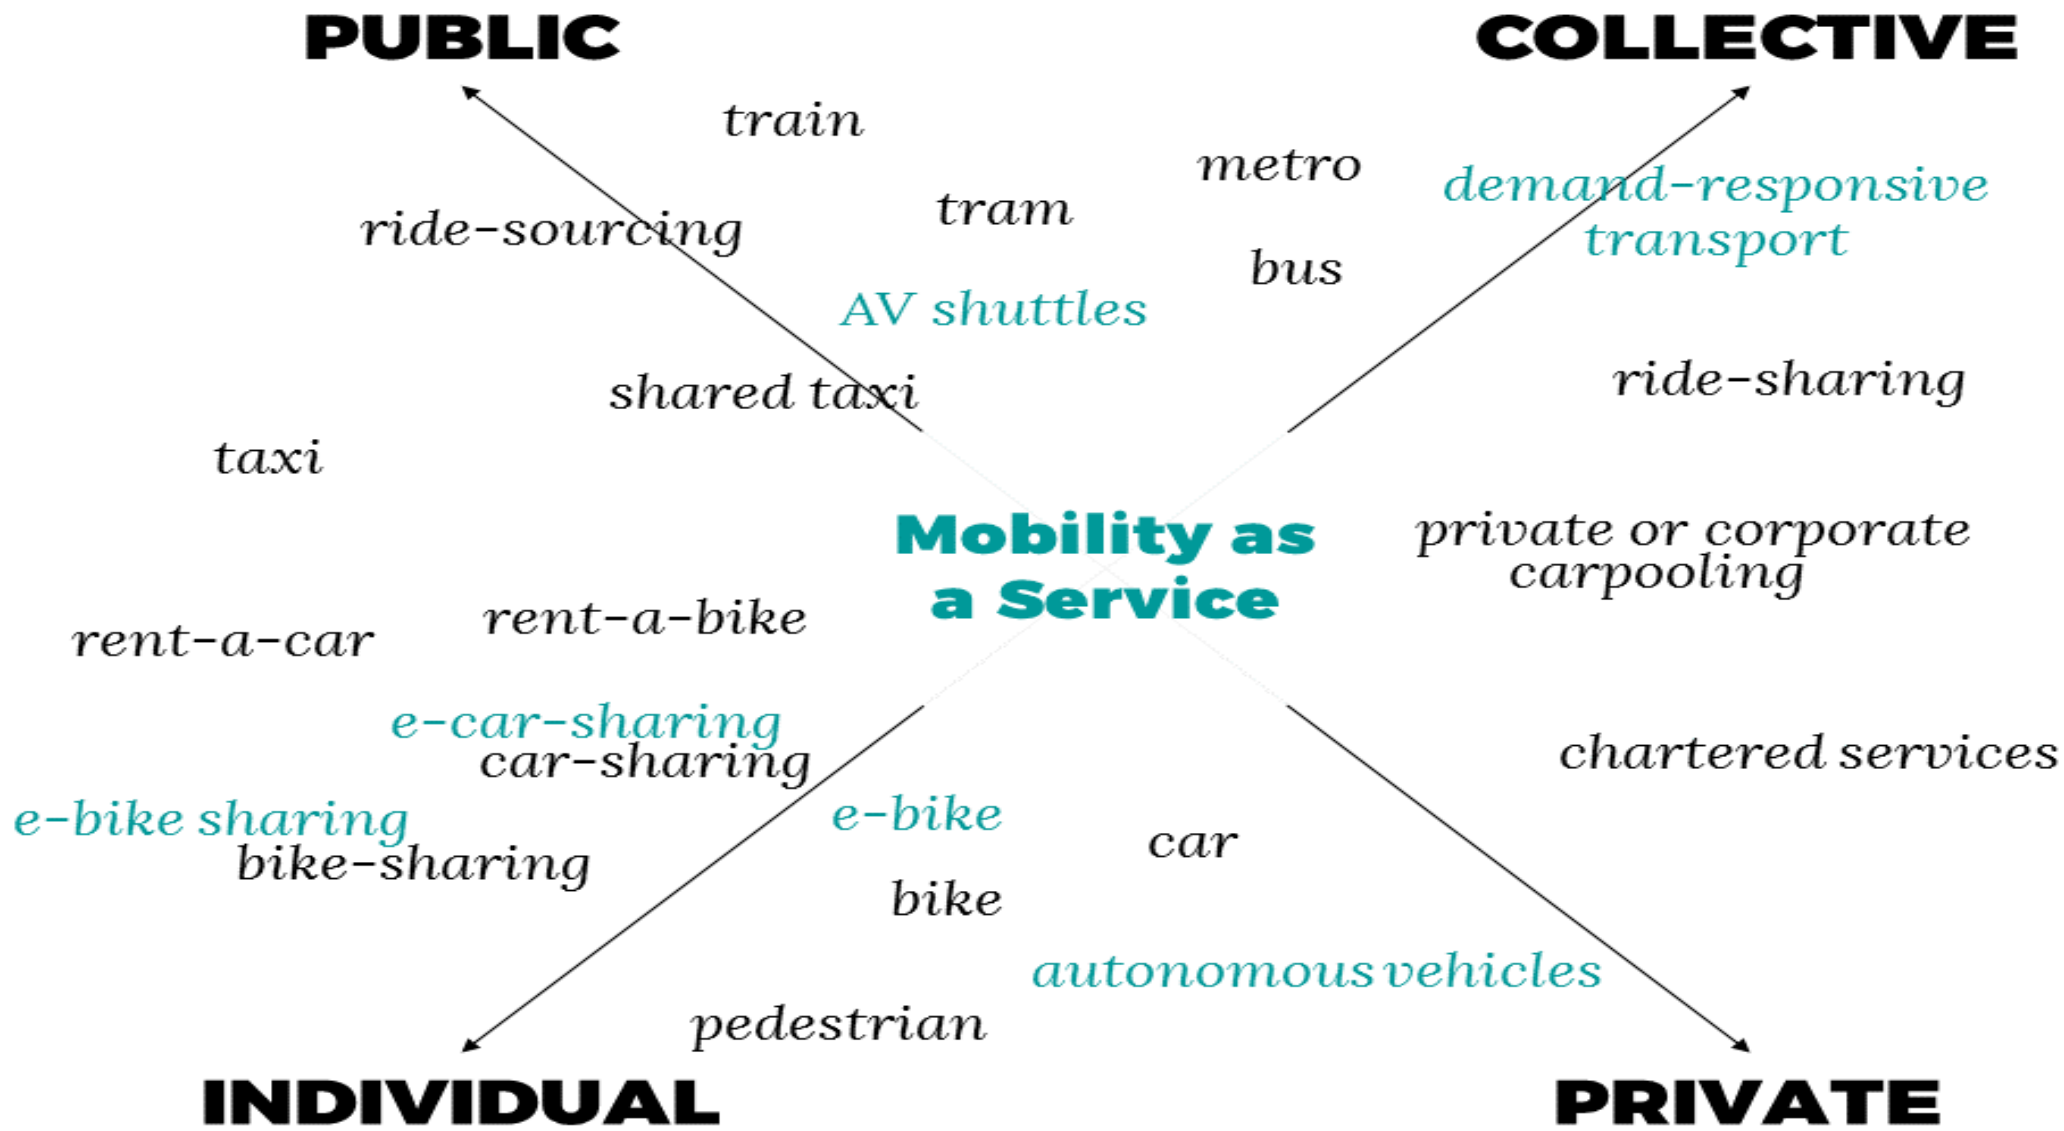 PUBLIC
COLLECTIVE
train
metro
demand-responsive
transport
ride-sourcing
tram
bus
AV shuttles
shared taxi
ride-sharing
taxi
Mobility as
a Service
private or corporate
carpooling
rent-a-car
rent-a-bike
e-car-sharing
car-sharing
chartered services
e-bike sharing
bike-sharing
e-bike
car
bike
autonomous vehicles
pedestrian
INDIVIDUAL
PRIVATE